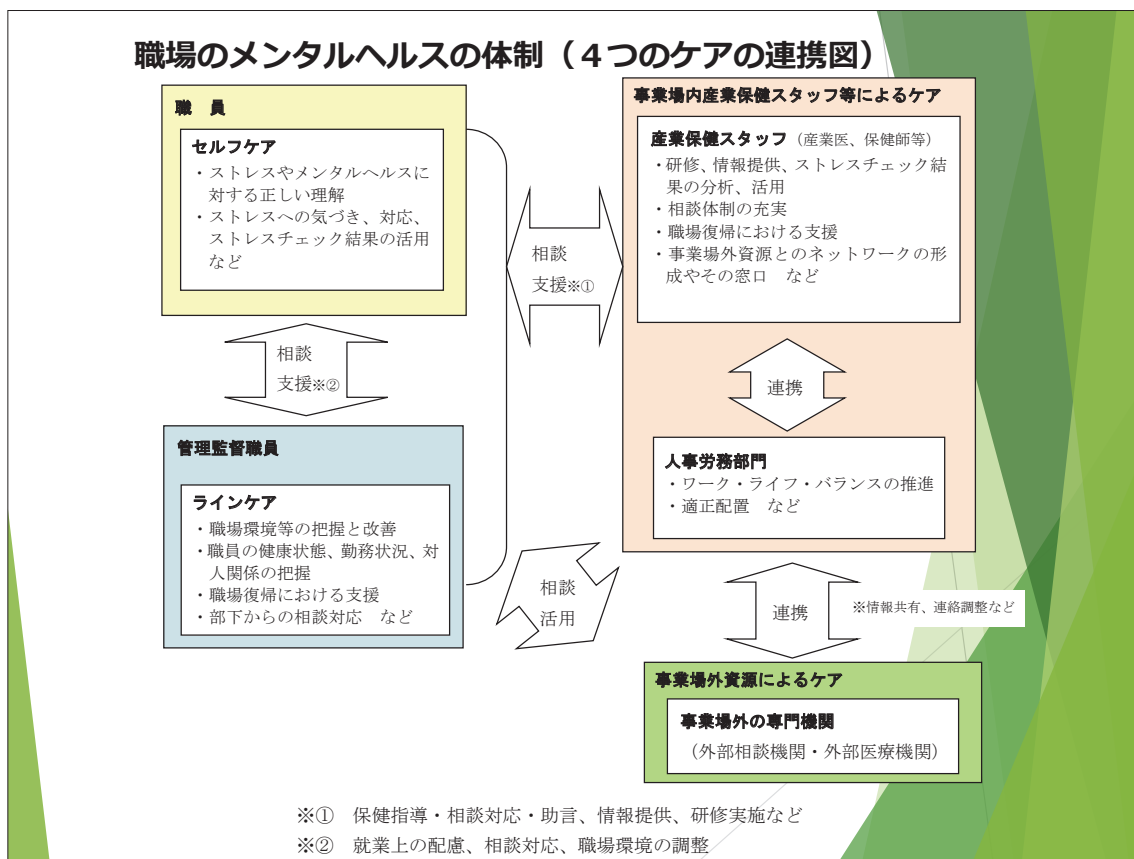 職場のメンタルヘルスの体制（４つのケアの連携図）
職　員
セルフケア
・ストレスやメンタルヘルスに
対する正しい理解
・ストレスへの気づき、対応、
ストレスチェック結果の活用
など
相談
支援※②
管理監督職員
ラインケア
・職場環境等の把握と改善
・職員の健康状態、勤務状況、対
人関係の把握
・職場復帰における支援
・部下からの相談対応　など
相談
支援※①
相談
活用
事業場内産業保健スタッフ等によるケア
産業保健スタッフ（産業医、保健師等）
・研修、情報提供、ストレスチェック結
果の分析、活用
・相談体制の充実
・職場復帰における支援
・事業場外資源とのネットワークの形
成やその窓口　など
連携
人事労務部門
・ワーク・ライフ・バランスの推進
・適正配置　など
連携
※情報共有、連絡調整など
事業場外資源によるケア
事業場外の専門機関
（外部相談機関・外部医療機関）
※①　保健指導・相談対応・助言、情報提供、研修実施など
※②　就業上の配慮、相談対応、職場環境の調整